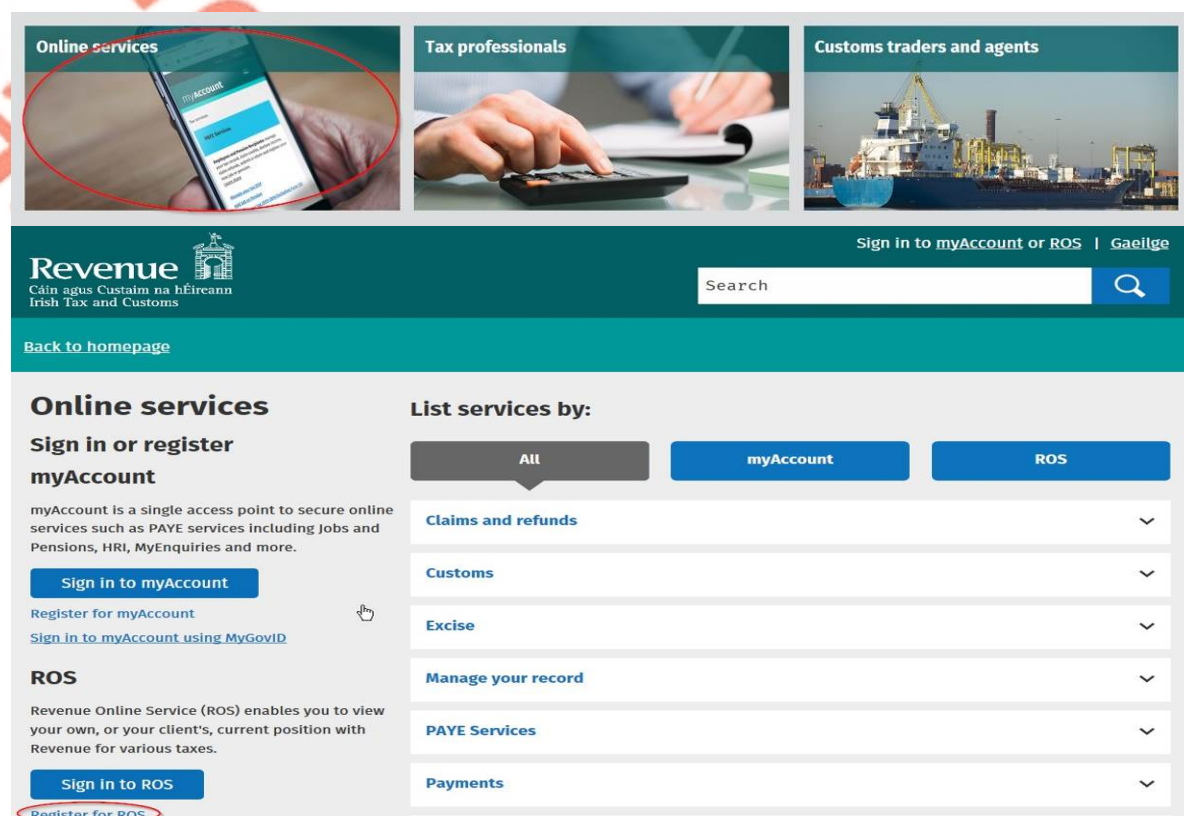 Online services
Tax professionals
Customs traders and agents
myAccount
PAYE Services
Sign in to myAccount or ROS | Gaeilge
Revenue
Cáin agus Custaim na hÉireann
Irish Tax and Customs
Search
Back to homepage
Online services
Sign in or register
myAccount
myAccount is a single access point to secure online
services such as PAYE services including Jobs and
Pensions, HRI, MyEnquiries and more.
Sign in to myAccount
Register for myAccount
Sign in to myAccount using MyGovID
ROS
Revenue Online Service (ROS) enables you to view
your own, or your client's, current position with
Revenue for various taxes.
Sign in to ROS
Register for ROS
List services by:
All
myAccount
ROS
Claims and refunds
Customs
Excise
Manage your record
PAYE Services
Payments